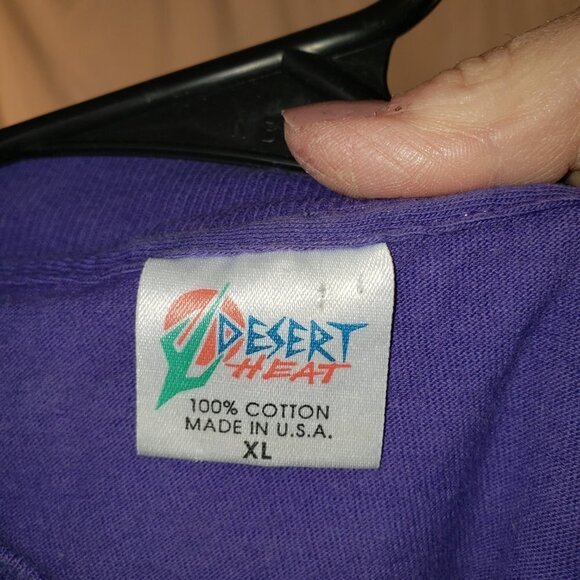 DESERT
HEAT
100% COTTON
MADE IN U.S.A.
XL